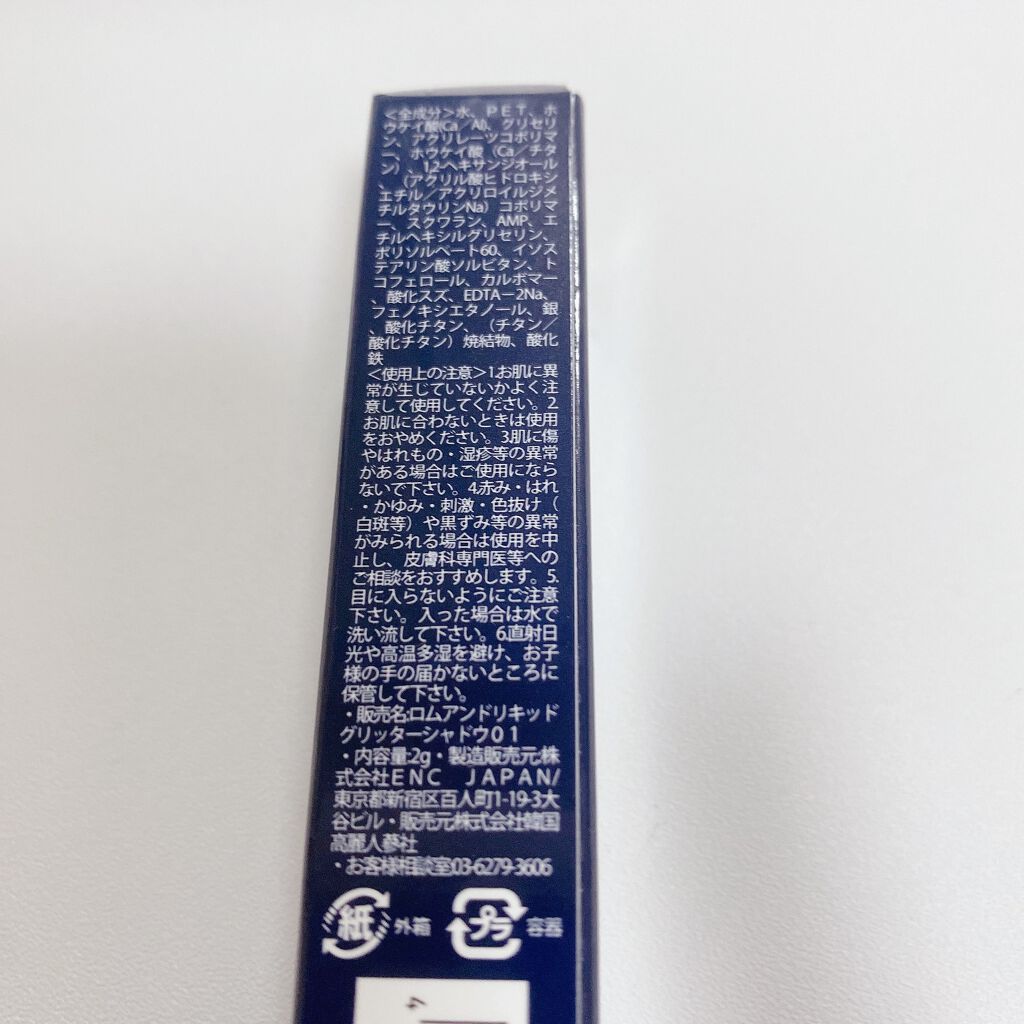 <全成分>水、PET、ホ
ウケイ酸(Ca/Al)、グリセリ
ン、アクリレーツコポリマ
ー、ホウケイ酸（Ca／チタ
ン）、1,2-ヘキサンジオール
、（アクリル酸ヒドロキシ
エチル／アクリロイルジメ
チルタウリンNa）コポリマ
ー、スクワラン、AMP、エ
チルヘキシルグリセリン、
ポリソルベート60、イソス
テアリン酸ソルビタン、ト
コフェロール、カルボマー
、酸化スズ、EDTAー2Na、
フェノキシエタノール、銀
、酸化チタン、（チタン／
酸化チタン）焼結物、酸化
鉄
<使用上の注意>1.お肌に異
常が生じていないかよく注
意して使用してください。2.
お肌に合わないときは使用
をおやめください。3.肌に傷
やはれもの・湿疹等の異常
がある場合はご使用になら
ないで下さい。4.赤み・はれ
・かゆみ・刺激・色抜け（
白斑等）や黒ずみ等の異常
がみられる場合は使用を中
止し、皮膚科専門医等への
ご相談をおすすめします。5.
目に入らないようにご注意
下さい。入った場合は水で
洗い流して下さい。6.直射日
光や高温多湿を避け、お子
様の手の届かないところに
保管して下さい。
・販売名:ロムアンドリキッド
グリッターシャドウ01
・内容量:2g・製造販売元:株
式会社ENC JAPAN/
東京都新宿区百人町1-19-3大
谷ビル・販売元:株式会社韓国
高麗人蔘社
・お客様相談室:03-6279-3606
紙 外箱 プラ 容器
ケ